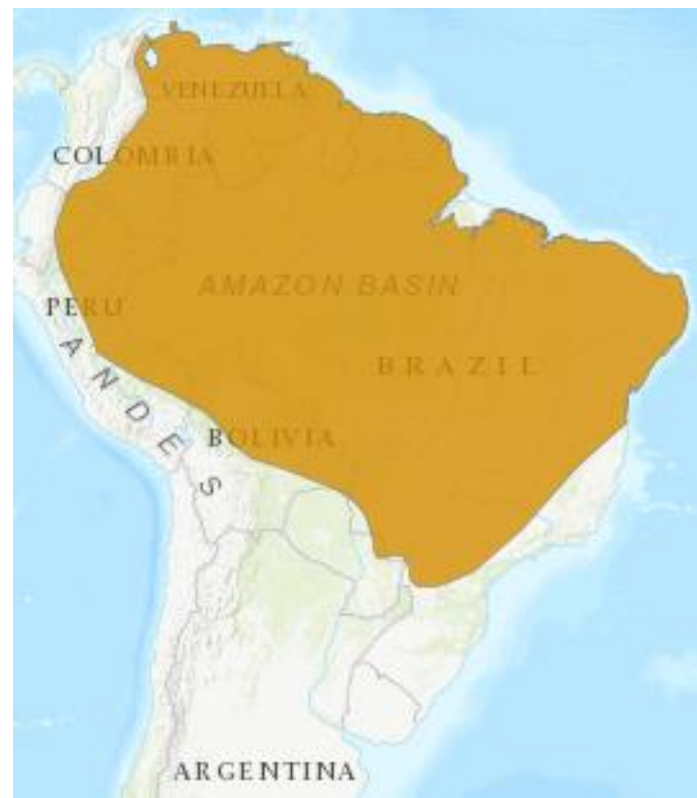 VENEZUELA
COLOMBIA
AMAZON BASIN
PERU
BRAZIL
ANDES
BOLIVIA
ARGENTINA